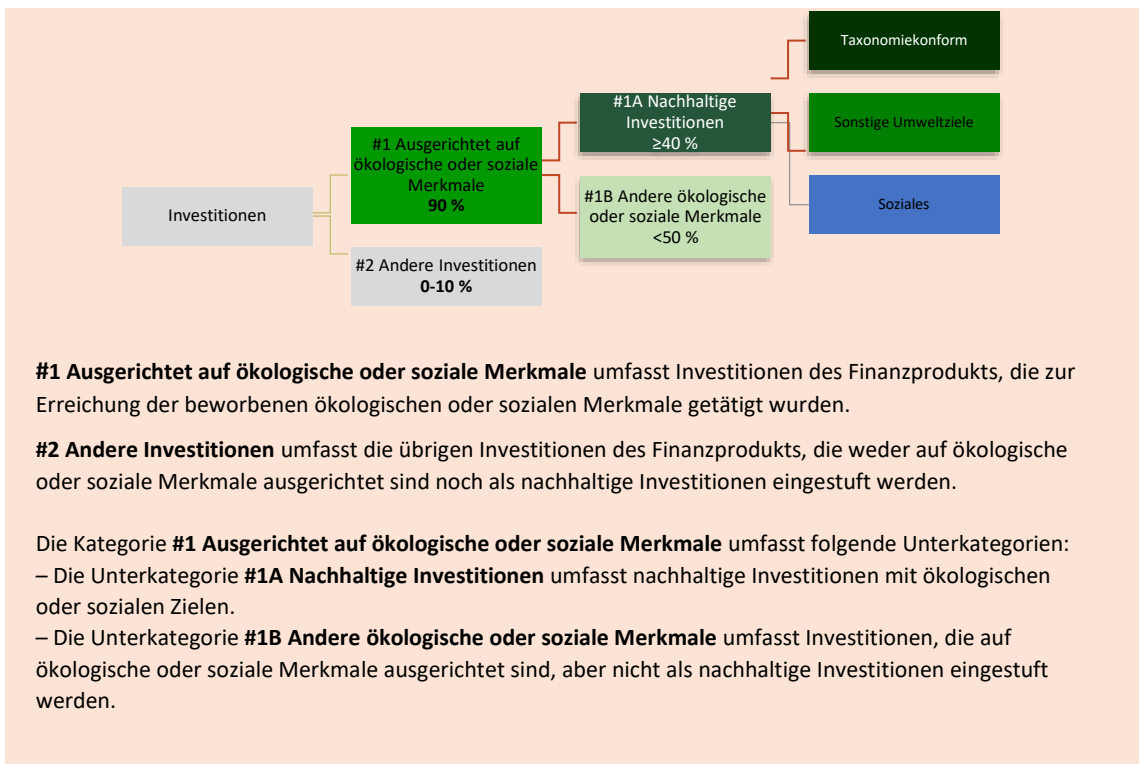 Taxonomiekonform
#1A Nachhaltige
Investitionen
≥40 %
Sonstige Umweltziele
#1 Ausgerichtet auf
ökologische oder soziale
Merkmale
90 %
#1B Andere ökologische
oder soziale Merkmale
<50 %
Soziales
Investitionen
#2 Andere Investitionen
0-10 %
#1 Ausgerichtet auf ökologische oder soziale Merkmale umfasst Investitionen des Finanzprodukts, die zur
Erreichung der beworbenen ökologischen oder sozialen Merkmale getätigt wurden.
#2 Andere Investitionen umfasst die übrigen Investitionen des Finanzprodukts, die weder auf ökologische
oder soziale Merkmale ausgerichtet sind noch als nachhaltige Investitionen eingestuft werden.
Die Kategorie #1 Ausgerichtet auf ökologische oder soziale Merkmale umfasst folgende Unterkategorien:
– Die Unterkategorie #1A Nachhaltige Investitionen umfasst nachhaltige Investitionen mit ökologischen
oder sozialen Zielen.
– Die Unterkategorie #1B Andere ökologische oder soziale Merkmale umfasst Investitionen, die auf
ökologische oder soziale Merkmale ausgerichtet sind, aber nicht als nachhaltige Investitionen eingestuft
werden.